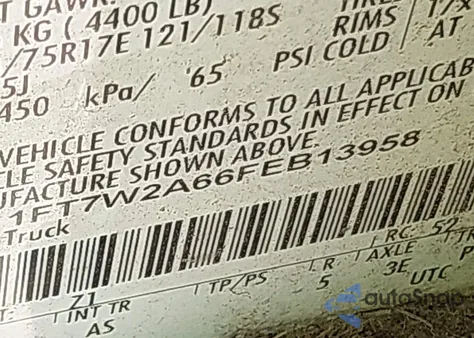 T GAWR:
KG ( 4400 LB)
/75R17E 121/118S
RIMS
5J
450 kPa/ '65 PSI COLD AT
VEHICLE CONFORMS TO ALL APPLICAB
LE SAFETY STANDARDS IN EFFECT ON
UFACTURE SHOWN ABOVE.
1FT7W2A66FEB13958
Truck
RC: 52
T: Z1 INT TR TP/PS R AXLE TR
AS 5 3E UTC P
autoSnap